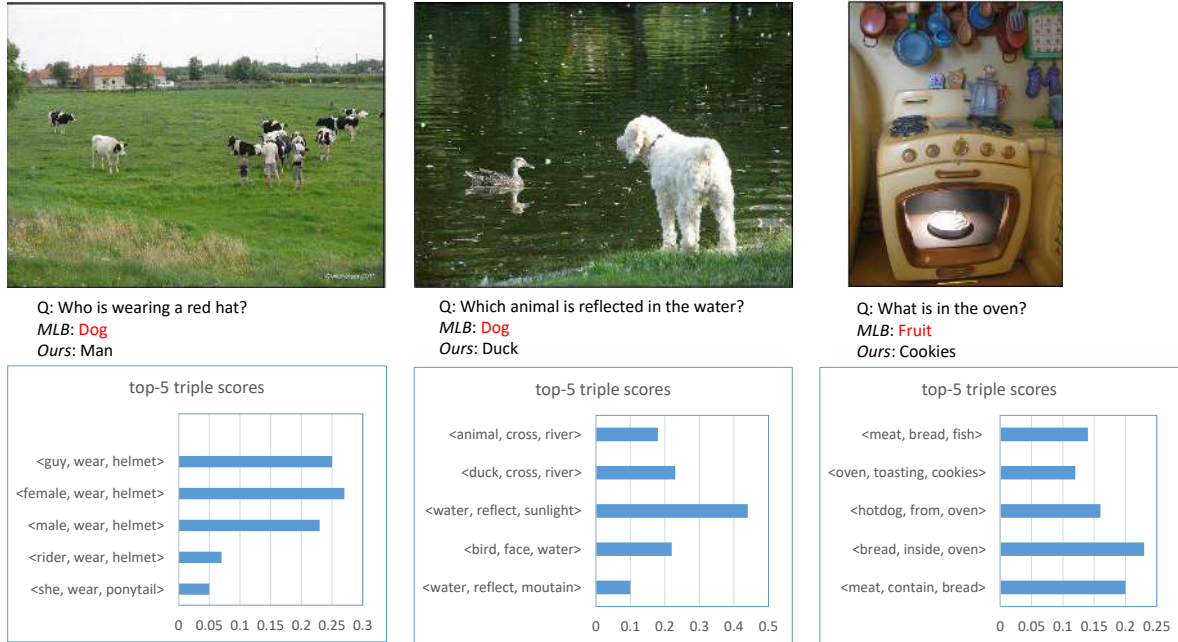 Q: Who is wearing a red hat?
MLB: Dog
Ours: Man
Q: Which animal is reflected in the water?
MLB: Dog
Ours: Duck
Q: What is in the oven?
MLB: Fruit
Ours: Cookies
top-5 triple scores
<guy, wear, helmet>
<female, wear, helmet>
<male, wear, helmet>
<rider, wear, helmet>
<she, wear, ponytail>
0 0.05 0.1 0.15 0.2 0.25 0.3
top-5 triple scores
<animal, cross, river>
<duck, cross, river>
<water, reflect, sunlight>
<bird, face, water>
<water, reflect, moutain>
0 0.1 0.2 0.3 0.4 0.5
top-5 triple scores
<meat, bread, fish>
<oven, toasting, cookies>
<hotdog, from, oven>
<bread, inside, oven>
<meat, contain, bread>
0 0.05 0.1 0.15 0.2 0.25